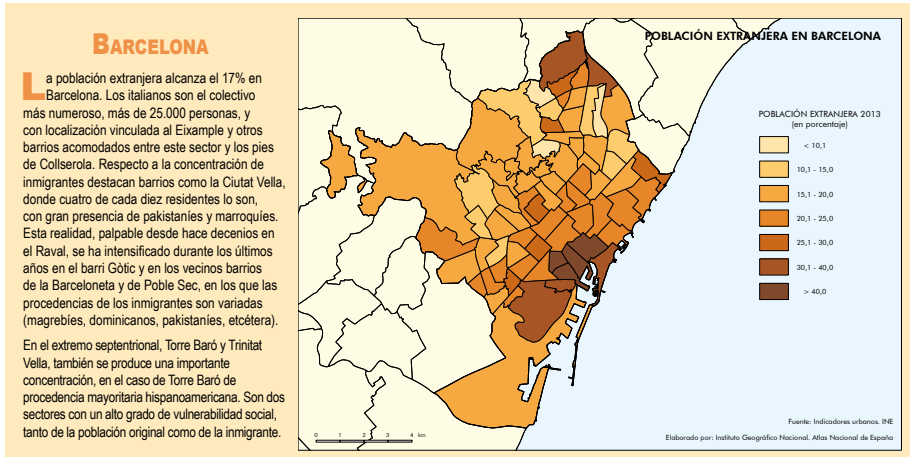 BARCELONA
La población extranjera alcanza el 17% en
Barcelona. Los italianos son el colectivo
más numeroso, más de 25.000 personas, y
con localización vinculada al Eixample y otros
barrios acomodados entre este sector y los pies
de Collserola. Respecto a la concentración de
inmigrantes destacan barrios como la Ciutat Vella,
donde cuatro de cada diez residentes lo son,
con gran presencia de pakistaníes y marroquíes.
Esta realidad, palpable desde hace decenios en
el Raval, se ha intensificado durante los últimos
años en el barri Gòtic y en los vecinos barrios
de la Barceloneta y de Poble Sec, en los que las
procedencias de los inmigrantes son variadas
(magrebíes, dominicanos, pakistaníes, etcétera).
En el extremo septentrional, Torre Baró y Trinitat
Vella, también se produce una importante
concentración, en el caso de Torre Baró de
procedencia mayoritaria hispanoamericana. Son dos
sectores con un alto grado de vulnerabilidad social,
tanto de la población original como de la inmigrante.
POBLACIÓN EXTRANJERA EN BARCELONA
POBLACIÓN EXTRANJERA 2013
(en porcentaje)
< 10,1
10,1 - 15,0
15,1 - 20,0
20,1 - 25,0
25,1 - 30,0
30,1 - 40,0
> 40,0
0 1 2 3 4 km
Fuente: Indicadores urbanos. INE
Elaborado por: Instituto Geográfico Nacional. Atlas Nacional de España